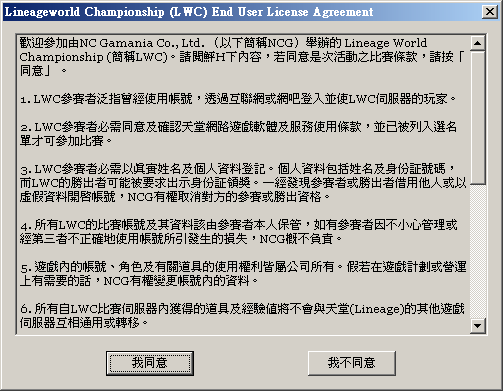 Lineageworld Championship (LWC) End User License Agreement
歡迎參加由NC Gamania Co., Ltd. （以下簡稱NCG）舉辦的 Lineage World
Championship (簡稱LWC)。請閱觧H下內容，若同意是次活動之比賽條款，請按「
同意」。
1. LWC參賽者泛指曾經使用帳號，透過互聯網或網吧登入並使LWC伺服器的玩家。
2. LWC參賽者必需同意及確認天堂網路遊戲軟體及服務使用條款，並已被列入選名
單才可參加比賽。
3. LWC參賽者必需以真實姓名及個人資料登記。個人資料包括姓名及身份証號碼，
而LWC的勝出者可能被要求出示身份証領獎。一經發現參賽者或勝出者借用他人或以
虛假資料開啓帳號，NCG有權取消對方的參賽或勝出資格。
4. 所有LWC的比賽帳號及其資料該由參賽者本人保管，如有參賽者因不小心管理或
經第三者不正確地使用帳號所引發生的損失，NCG概不負責。
5. 遊戲內的帳號、角色及有關道具的使用權利皆屬公司所有。假若在遊戲計劃或營運
上有需要的話，NCG有權變更帳號內的資料。
6. 所有自LWC比賽伺服器內獲得的道具及經驗值將不會與天堂(Lineage)的其他遊戲
伺服器互相通用或轉移。
我同意
我不同意